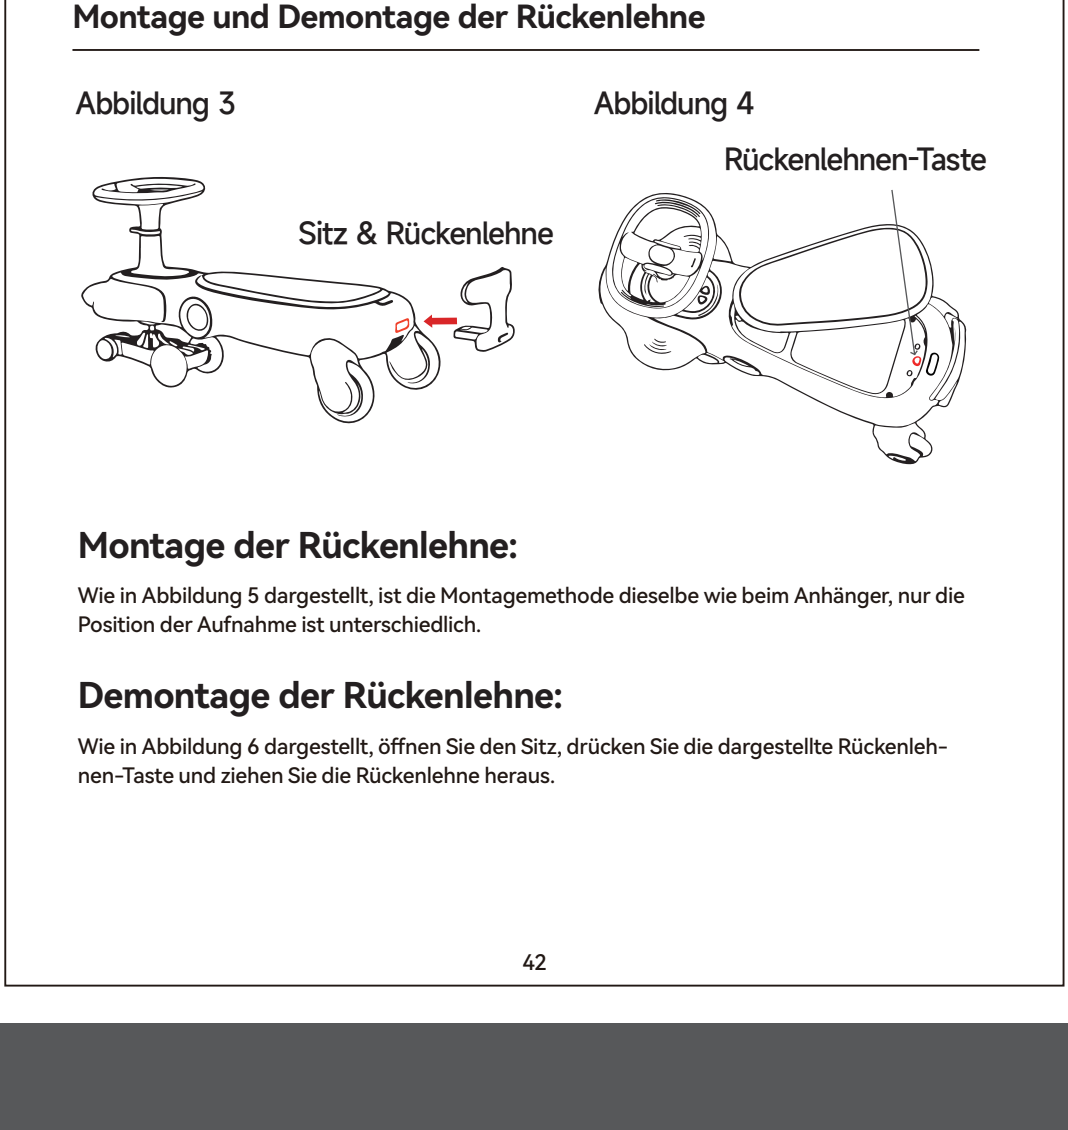 Montage und Demontage der Rückenlehne
Abbildung 3
Abbildung 4
Rückenlehnen-Taste
Sitz & Rückenlehne
Montage der Rückenlehne:
Wie in Abbildung 5 dargestellt, ist die Montagemethode dieselbe wie beim Anhänger, nur die
Position der Aufnahme ist unterschiedlich.
Demontage der Rückenlehne:
Wie in Abbildung 6 dargestellt, öffnen Sie den Sitz, drücken Sie die dargestellte Rückenleh-
nen-Taste und ziehen Sie die Rückenlehne heraus.
42